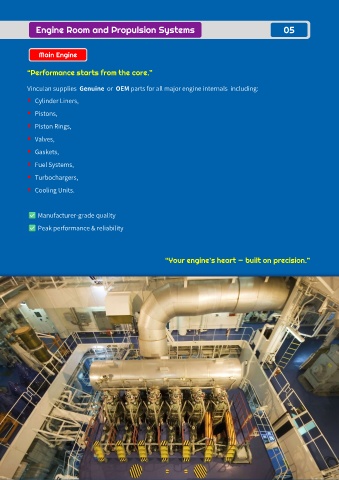 Engine Room and Propulsion Systems
05
Main Engine
"Performance starts from the core."
Vinculan supplies Genuine or OEM parts for all major engine internals including:
Cylinder Liners,
Pistons,
Piston Rings,
Valves,
Gaskets,
Fuel Systems,
Turbochargers,
Cooling Units.
✅ Manufacturer-grade quality
✅ Peak performance & reliability
"Your engine's heart – built on precision."